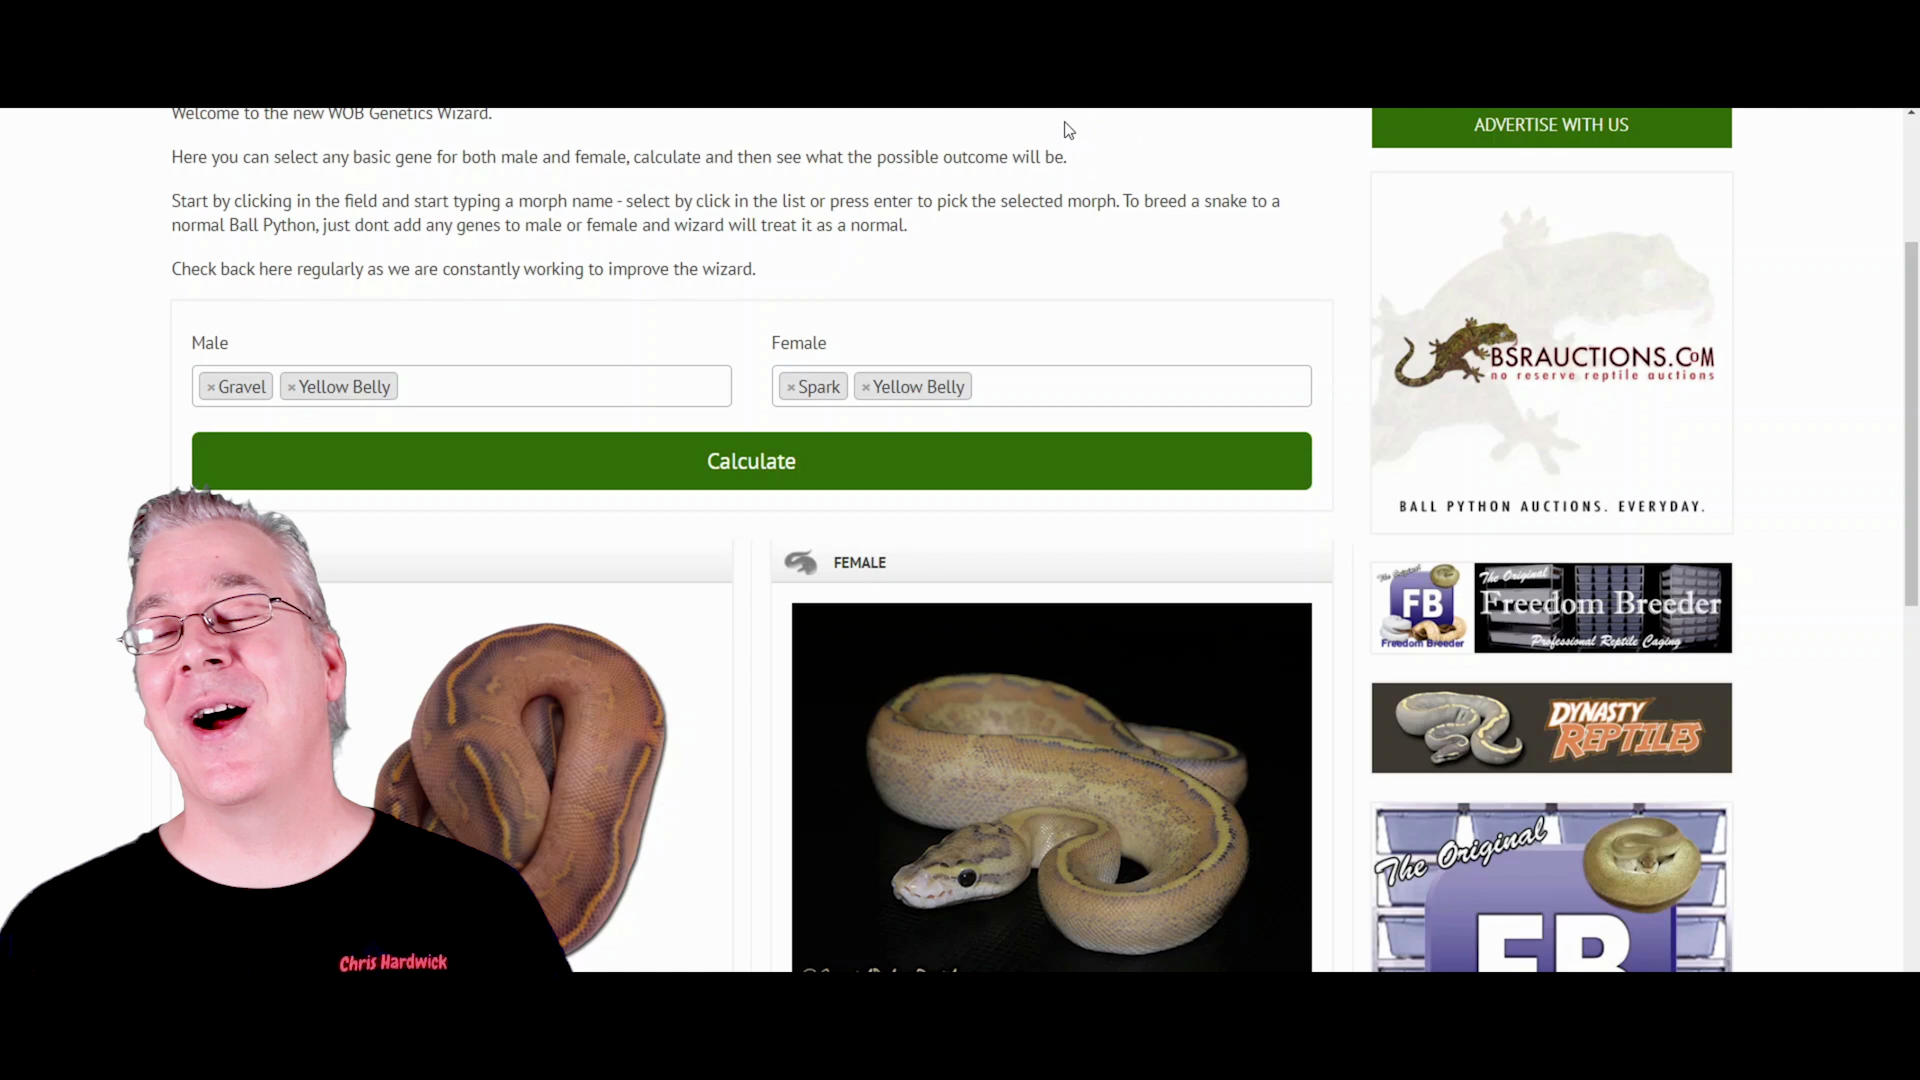 Welcome to the new WOB Genetics Wizard.
Here you can select any basic gene for both male and female, calculate and then see what the possible outcome will be.
Start by clicking in the field and start typing a morph name - select by click in the list or press enter to pick the selected morph. To breed a snake to a
normal Ball Python, just dont add any genes to male or female and wizard will treat it as a normal.
Check back here regularly as we are constantly working to improve the wizard.
Male
Female
× Gravel × Yellow Belly
× Spark × Yellow Belly
Calculate
FEMALE
Chris Hardwick
ADVERTISE WITH US
BSRAUCTIONS.COM
no reserve reptile auctions
BALL PYTHON AUCTIONS. EVERYDAY.
The Original
FB
Freedom Breeder
The Original
Freedom Breeder
Professional Reptile Caging
DYNASTY
REPTILES
The Original
FB